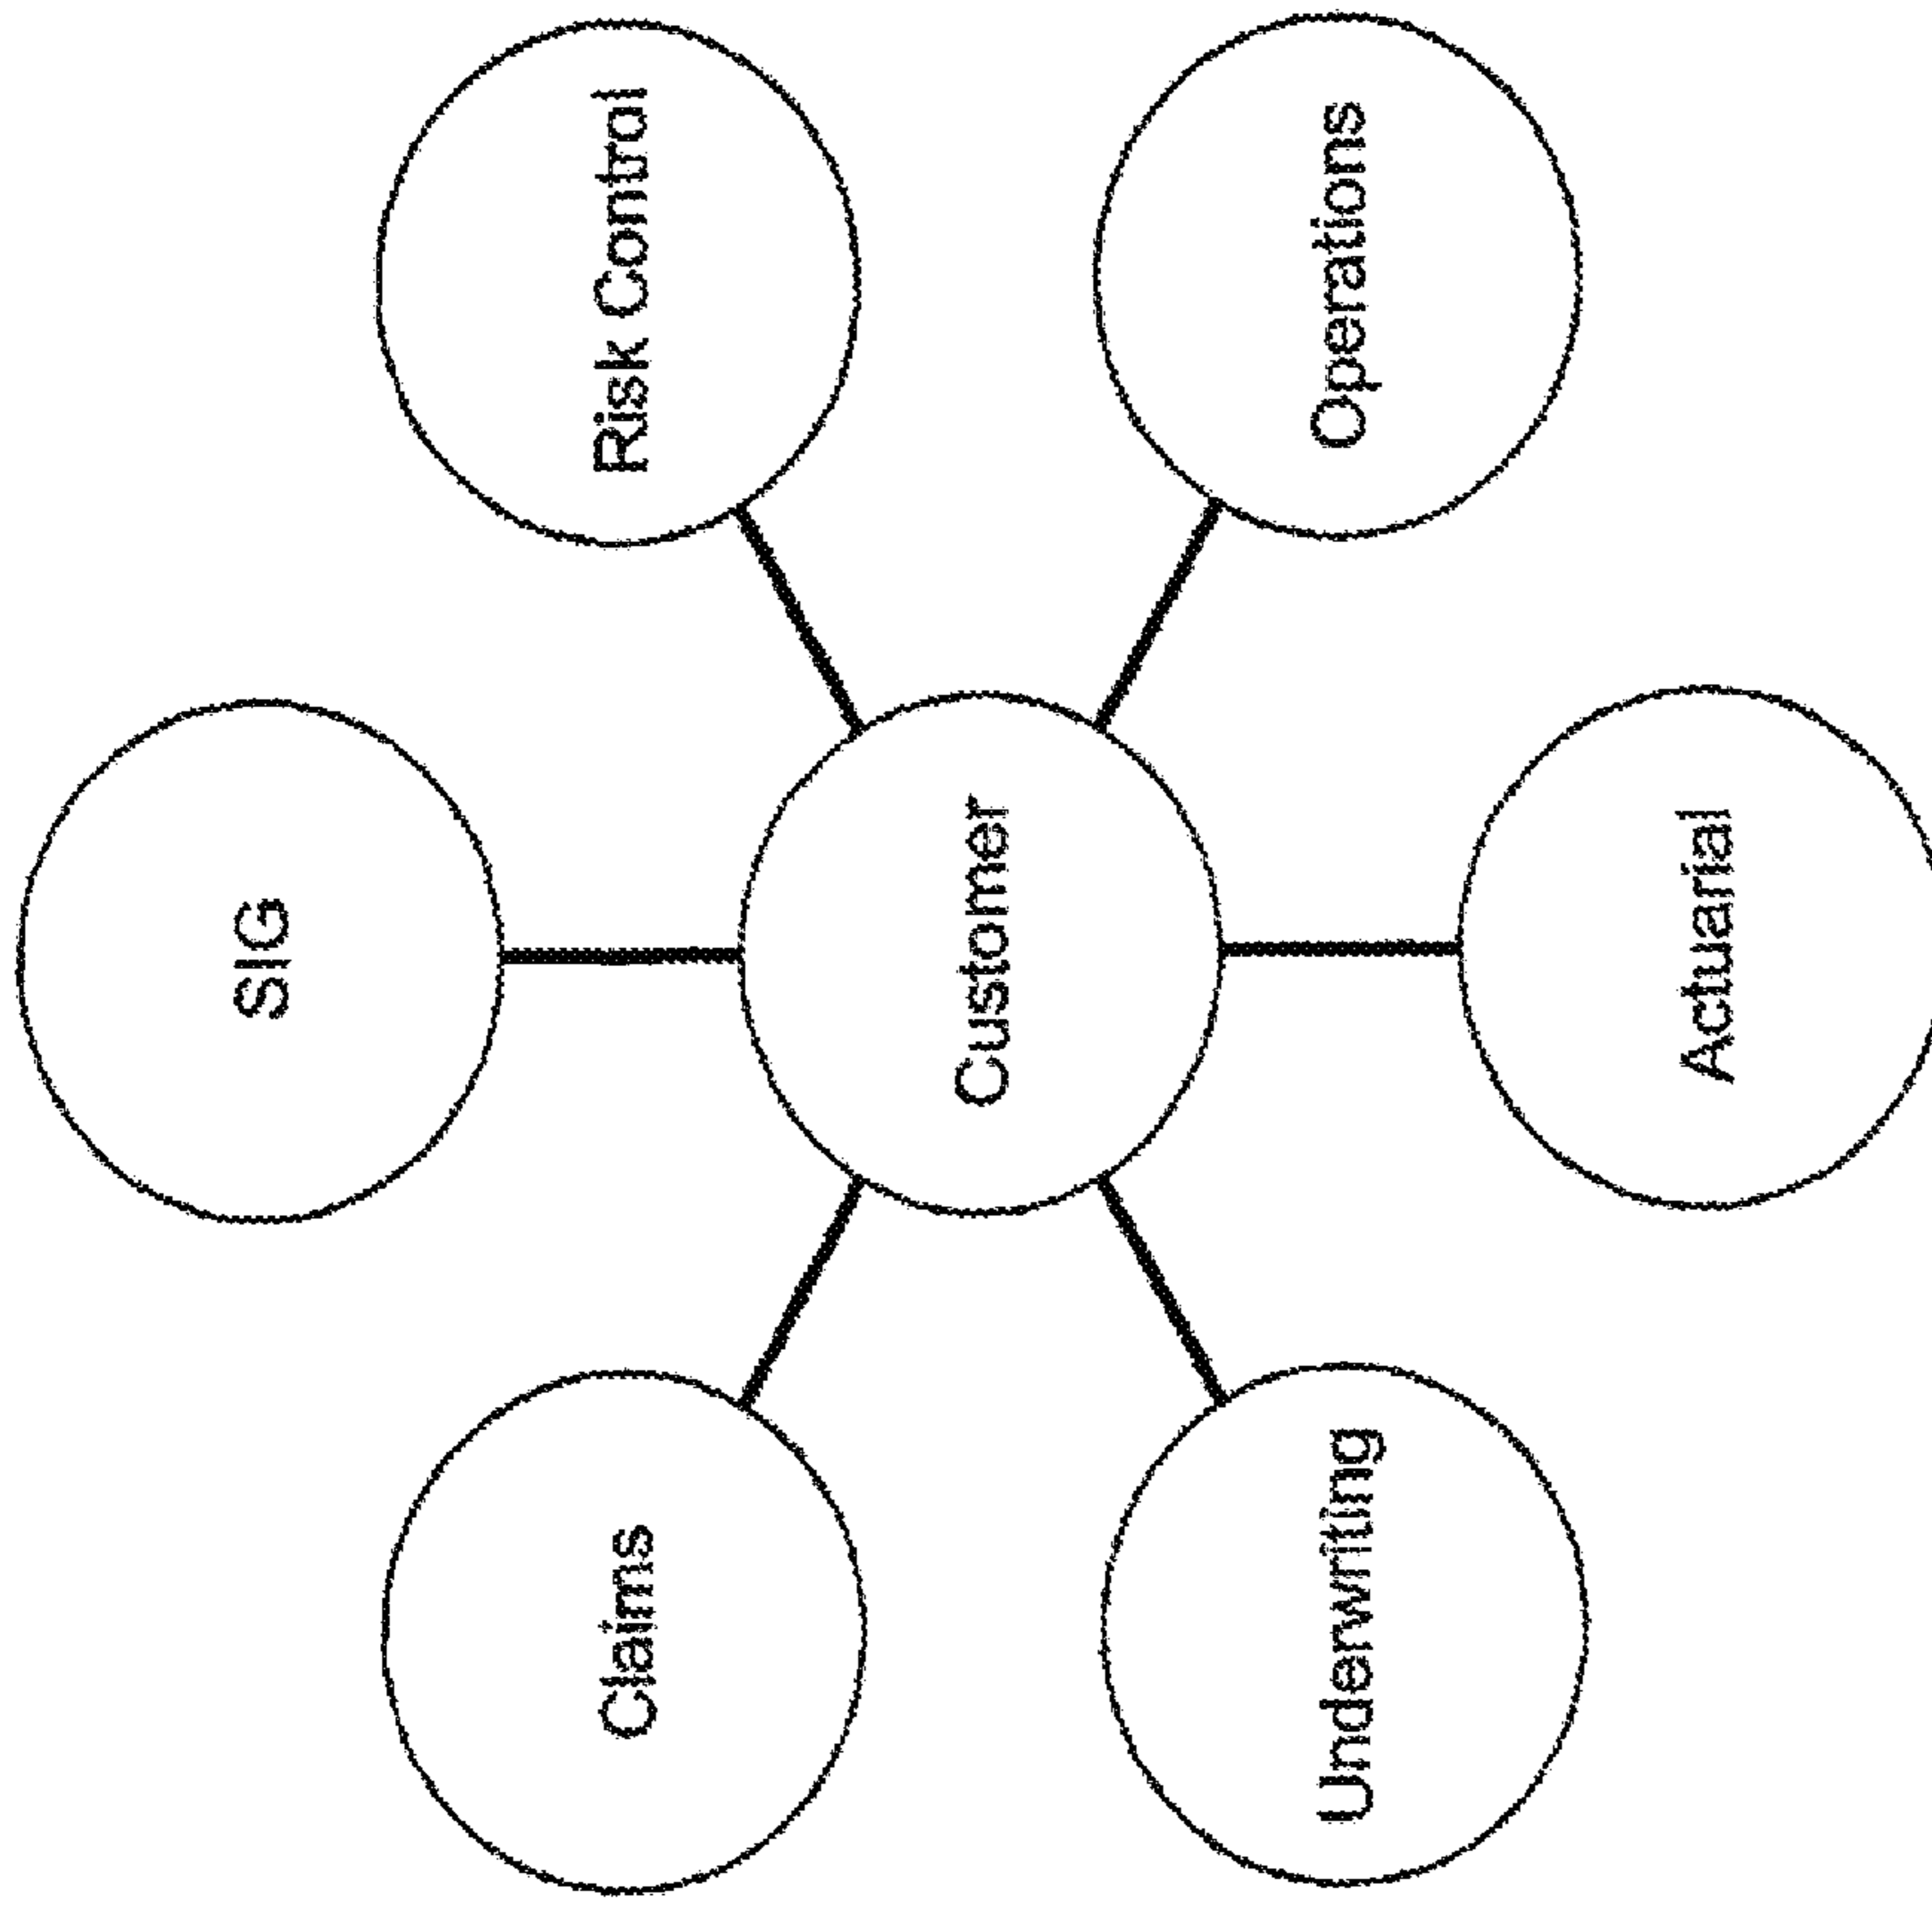 SIG
Claims
Risk Control
Customer
Underwriting
Operations
Actuarial